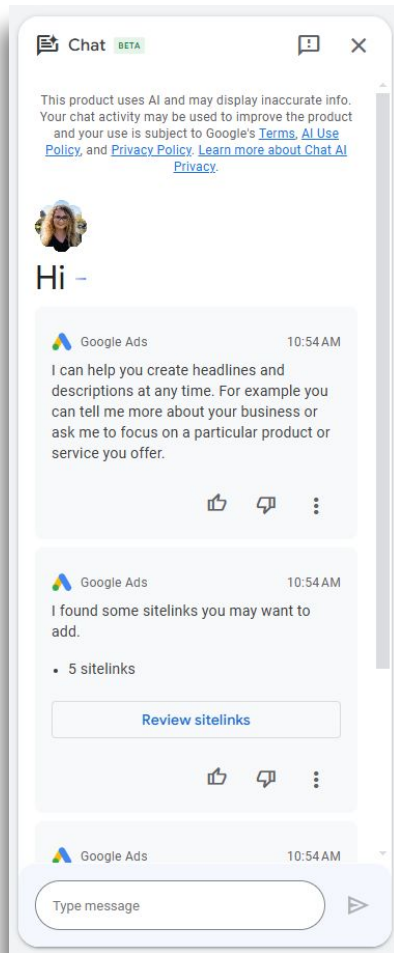 Chat BETA
This product uses AI and may display inaccurate info.
Your chat activity may be used to improve the product
and your use is subject to Google's Terms, AI Use
Policy, and Privacy Policy. Learn more about Chat AI
Privacy.
Hi
Google Ads 10:54 AM
I can help you create headlines and
descriptions at any time. For example you
can tell me more about your business or
ask me to focus on a particular product or
service you offer.
Google Ads 10:54 AM
I found some sitelinks you may want to
add.
• 5 sitelinks
Review sitelinks
Google Ads 10:54 AM
Type message